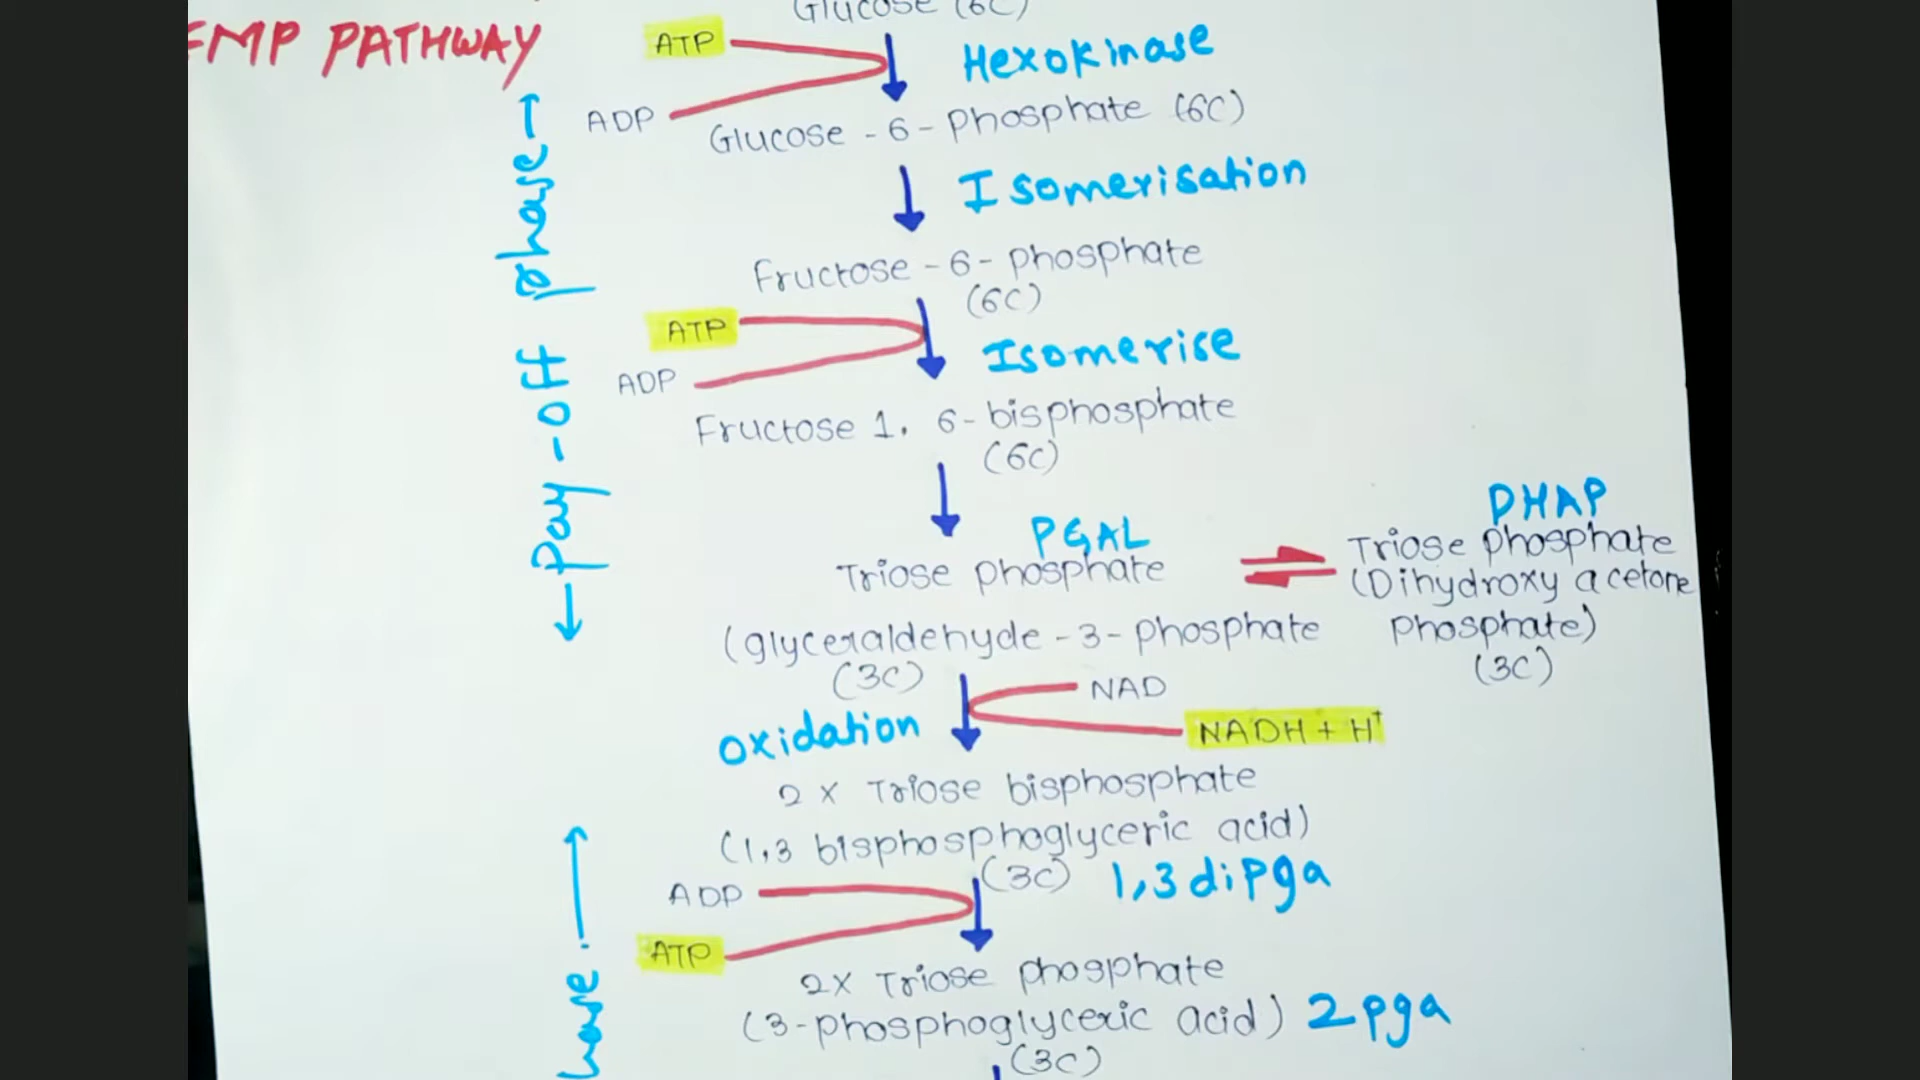 Glucose (6C)
EMP PATHWAY
ATP
Hexokinase
ADP
Glucose - 6 - Phosphate (6C)
Isomerisation
Fructose - 6 - phosphate
(6C)
ATP
Isomerise
ADP
Fructose 1, 6 - bisphosphate
(6C)
PGAL
DHAP
Triose phosphate
Triose phosphate
(Dihydroxy acetone
phosphate)
(3C)
(glyceraldehyde - 3 - phosphate
(3C)
NAD
NADH + H+
oxidation
2 x Triose bisphosphate
(1,3 bisphosphoglyceric acid)
(3C) 1,3 dipga
ADP
ATP
2x Triose phosphate
(3-phosphoglyceric acid) 2pga
(3C)
Pay-off phase